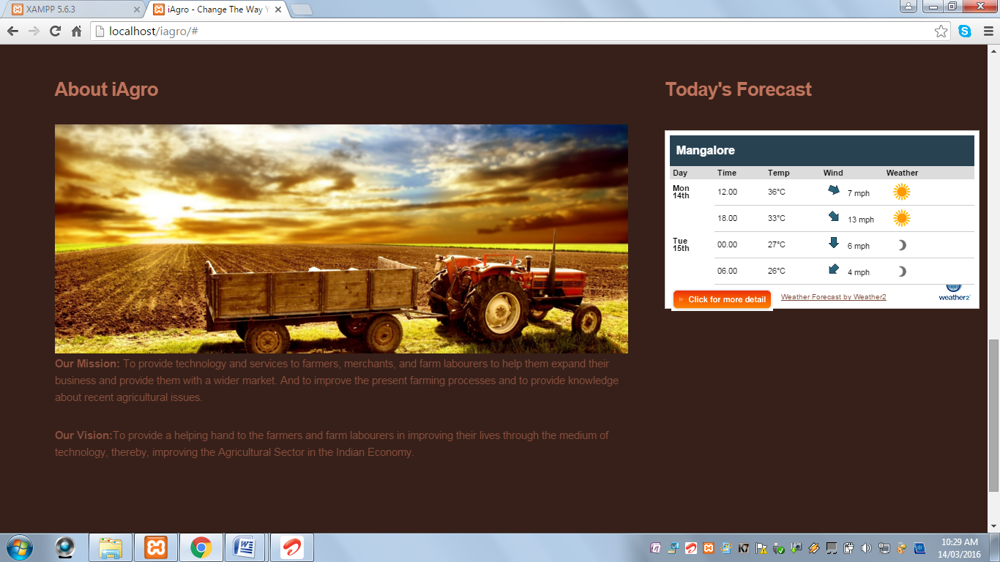 XAMPP 5.6.3
iAgro - Change The Way Y
localhost/iagro/#
About iAgro
Our Mission: To provide technology and services to farmers, merchants, and farm labourers to help them expand their
business and provide them with a wider market. And to improve the present farming processes and to provide knowledge
about recent agricultural issues.
Our Vision:To provide a helping hand to the farmers and farm labourers in improving their lives through the medium of
technology, thereby, improving the Agricultural Sector in the Indian Economy.
Today's Forecast
Mangalore
Day Time Temp Wind Weather
Mon 12.00 36°C 7 mph
14th
18.00 33°C 13 mph
Tue 00.00 27°C 6 mph
15th
06.00 26°C 4 mph
Click for more detail Weather Forecast by Weather2 weather2
K7
10:29 AM
14/03/2016